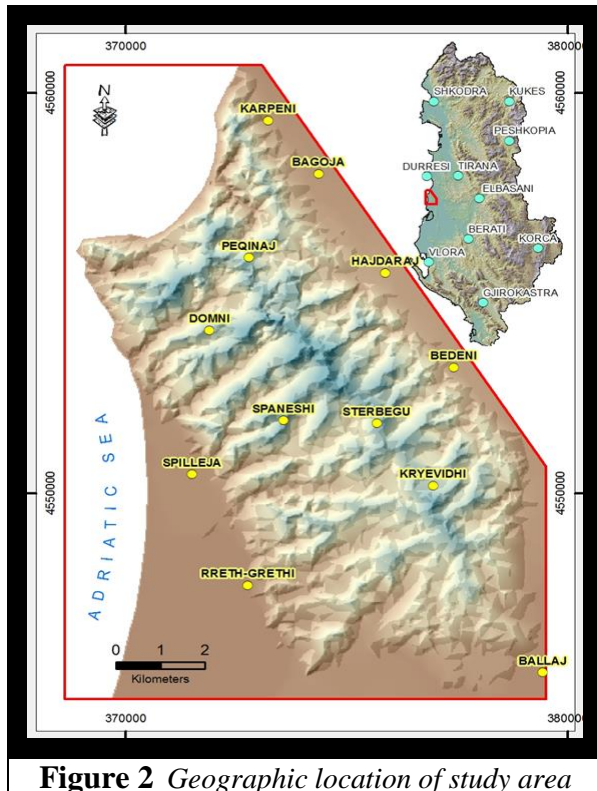 370000
380000
4560000
4560000
N
KARPENI
BAGOJA
PEQINAJ
HAJDARAJ
DOMNI
BEDENI
SPANESHI
STERBEGU
SPILLEJA
KRYEVIDHI
RRETH-GRETHI
BALLAJ
SHKODRA
KUKES
PESHKOPIA
DURRESI
TIRANA
ELBASANI
BERATI
KORCA
VLORA
GJIROKASTRA
ADRIATIC SEA
4550000
4550000
0 1 2
Kilometers
370000
380000
Figure 2 Geographic location of study area